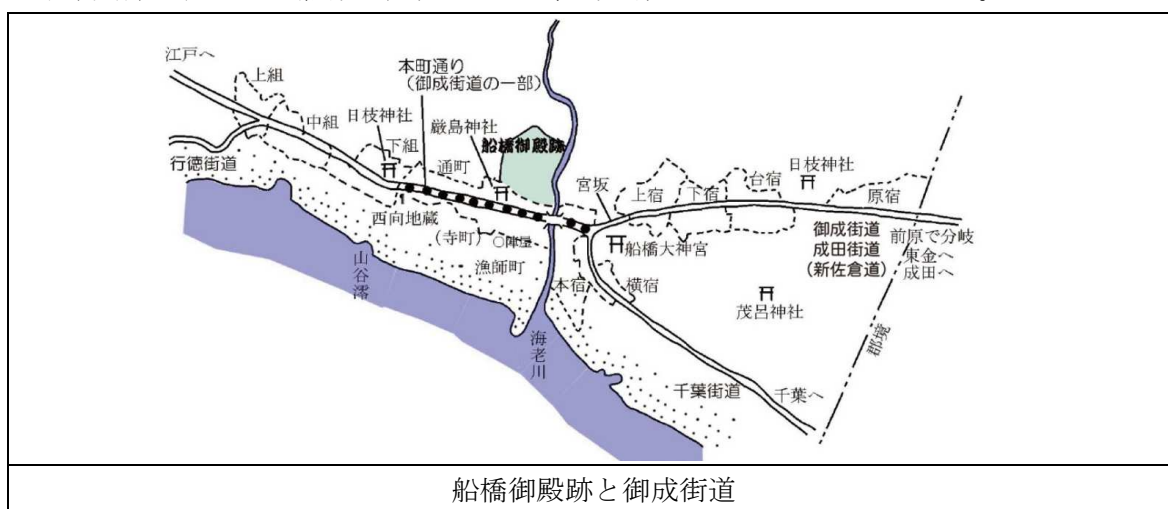 江戸へ
上組
中組
日枝神社
本町通り
（御成街道の一部）
下組
厳島神社
通町
船橋御殿跡
行徳街道
西向地蔵
（寺町）
○陣屋
漁師町
山谷澪
海老川
本宿
横宿
宮坂
船橋大神宮
上宿
下宿
台宿
日枝神社
原宿
御成街道
成田街道
（新佐倉道）
前原で分岐
東金へ
成田へ
茂呂神社
郡境
千葉街道
千葉へ
船橋御殿跡と御成街道